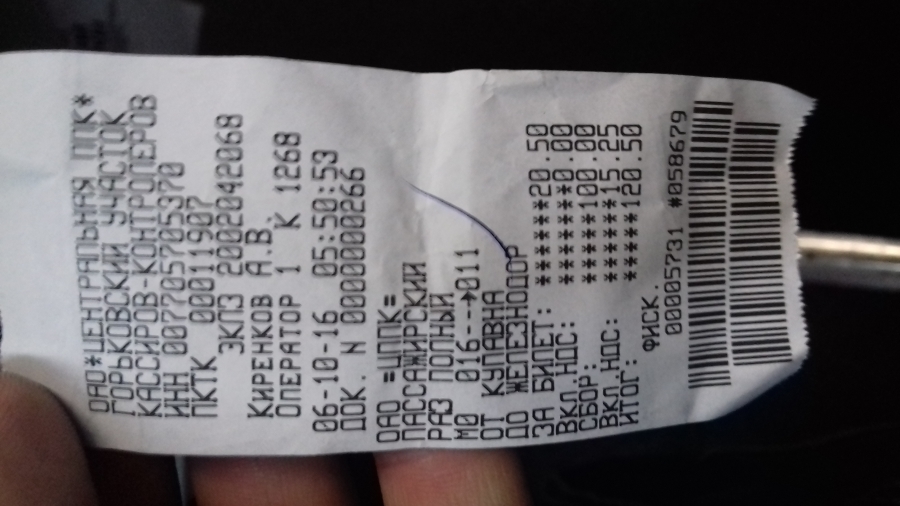 ОАО*ЦЕНТРАЛЬНАЯ ППК*
ГОРЬКОВСКИЙ УЧАСТОК
КАССИРОВ-КОНТРОЛЕРОВ
ИНН 007705705370
ПКТК 00011907
ЭКЛЗ 2002042068
КИРЕНКОВ А.В.
ОПЕРАТОР 1 К 1268
06-10-16 05:50:53
ДОК. N 0000000266
ОАО =ЦППК=
ПАССАЖИРСКИЙ
РАЗ ПОЛНЫЙ
М0 016--→011
ОТ КУПАВНА
ДО ЖЕЛЕЗНОДОР
ЗА БИЛЕТ: ******20.50
ВКЛ.НДС: *******0.00
СБОР: *****100.00
ВКЛ.НДС: ******15.25
ИТОГ: *****120.50
ФИСК.
00005731 #058679